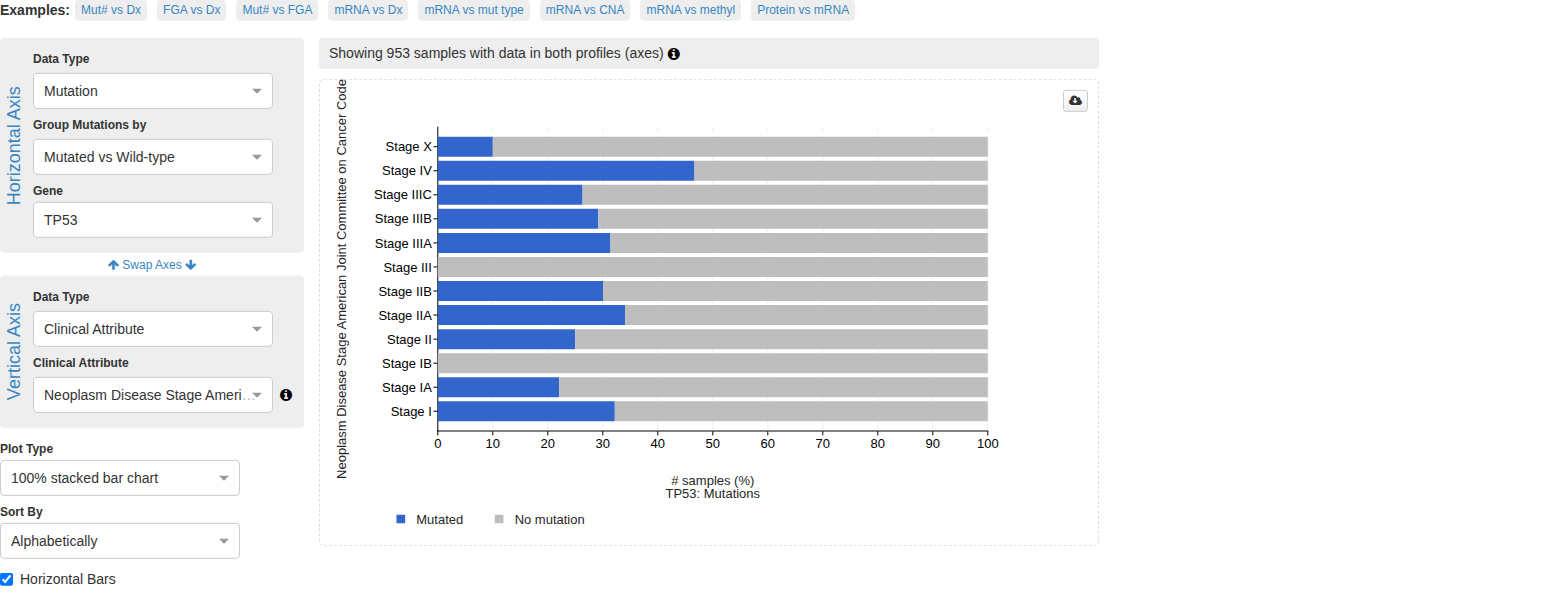 Examples: Mut# vs Dx FGA vs Dx Mut# vs FGA mRNA vs Dx mRNA vs mut type mRNA vs CNA mRNA vs methyl Protein vs mRNA
Horizontal Axis
Data Type
Mutation
Group Mutations by
Mutated vs Wild-type
Gene
TP53
Swap Axes
Vertical Axis
Data Type
Clinical Attribute
Clinical Attribute
Neoplasm Disease Stage Ameri...
Plot Type
100% stacked bar chart
Sort By
Alphabetically
Horizontal Bars
Showing 953 samples with data in both profiles (axes)
Neoplasm Disease Stage American Joint Committee on Cancer Code
Stage X
Stage IV
Stage IIIC
Stage IIIB
Stage IIIA
Stage III
Stage IIB
Stage IIA
Stage II
Stage IB
Stage IA
Stage I
0 10 20 30 40 50 60 70 80 90 100
# samples (%)
TP53: Mutations
Mutated No mutation